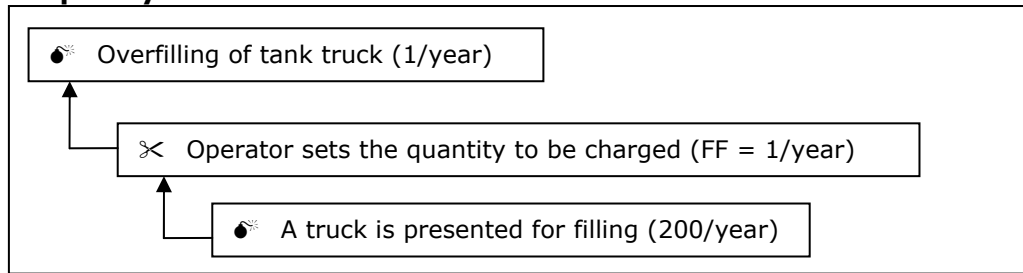 💣 Overfilling of tank truck (1/year)
✂ Operator sets the quantity to be charged (FF = 1/year)
💣 A truck is presented for filling (200/year)